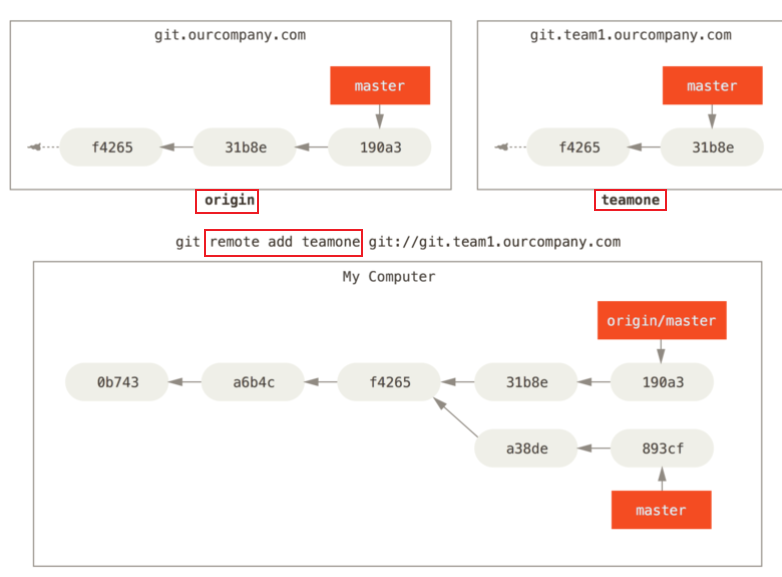 git.ourcompany.com
master
f4265 31b8e 190a3
origin
git.team1.ourcompany.com
master
f4265 31b8e
teamone
git remote add teamone git://git.team1.ourcompany.com
My Computer
origin/master
0b743 a6b4c f4265 31b8e 190a3
a38de 893cf
master